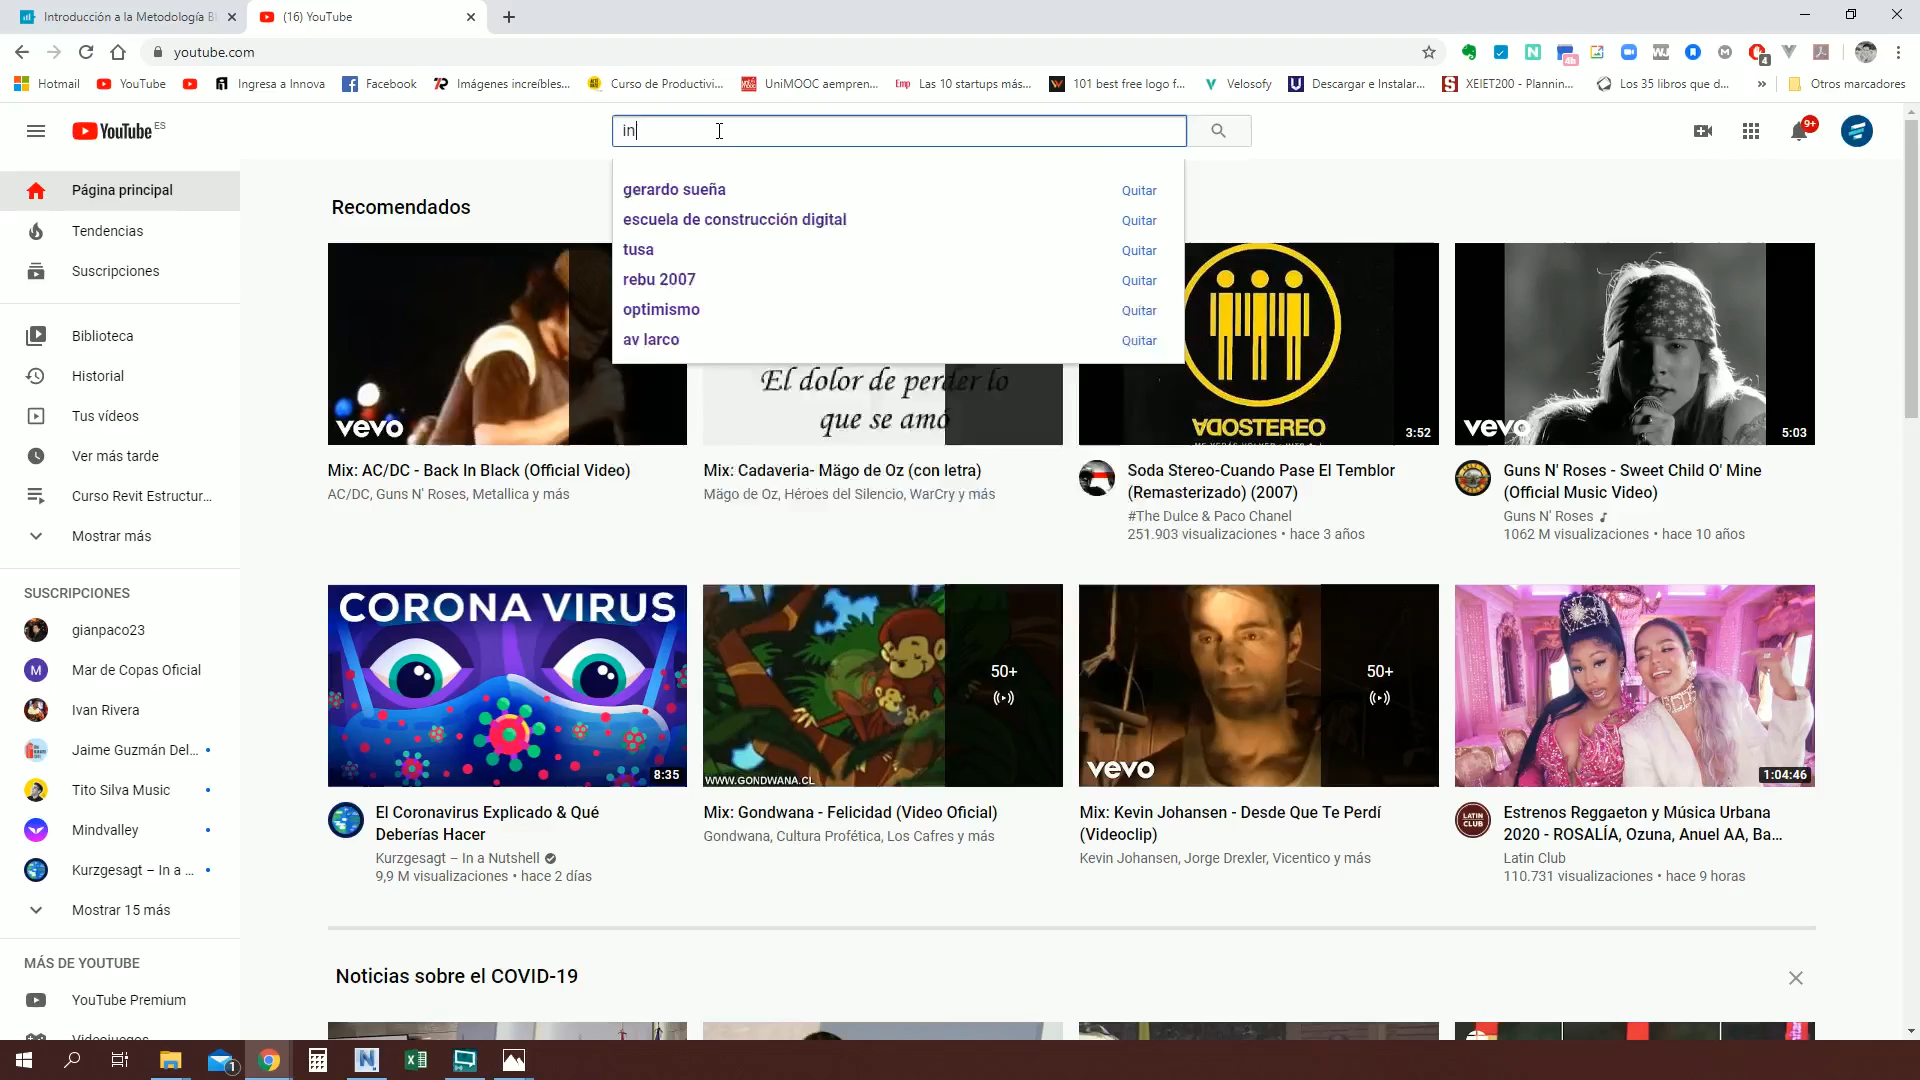 Introducción a la Metodología BI
(16) YouTube
youtube.com
4h
4
Hotmail
YouTube
Ingresa a Innova
Facebook
Imágenes increíbles...
Curso de Productivi...
UniMOOC aempren...
Emp
Las 10 startups más...
101 best free logo f...
Velosofy
Descargar e Instalar...
XEIET200 - Plannin...
Los 35 libros que d...
»
Otros marcadores
YouTube ES
in
9+
gerardo sueña Quitar
escuela de construcción digital Quitar
tusa Quitar
rebu 2007 Quitar
optimismo Quitar
av larco Quitar
Página principal
Tendencias
Suscripciones
Biblioteca
Historial
Tus vídeos
Ver más tarde
Curso Revit Estructur...
Mostrar más
SUSCRIPCIONES
gianpaco23
M
Mar de Copas Oficial
Ivan Rivera
Jaime Guzmán Del...
Tito Silva Music
Mindvalley
Kurzgesagt – In a ...
Mostrar 15 más
MÁS DE YOUTUBE
YouTube Premium
Videojuegos
Recomendados
vevo
El dolor de perder lo
que se amó
SODASTEREO
3:52
vevo
5:03
Mix: AC/DC - Back In Black (Official Video)
AC/DC, Guns N' Roses, Metallica y más
Mix: Cadaveria- Mägo de Oz (con letra)
Mägo de Oz, Héroes del Silencio, WarCry y más
Soda Stereo-Cuando Pase El Temblor
(Remasterizado) (2007)
#The Dulce & Paco Chanel
251.903 visualizaciones • hace 3 años
Guns N' Roses - Sweet Child O' Mine
(Official Music Video)
Guns N' Roses
1062 M visualizaciones • hace 10 años
CORONA VIRUS
8:35
50+
WWW.GONDWANA.CL
50+
vevo
1:04:46
El Coronavirus Explicado & Qué
Deberías Hacer
Kurzgesagt – In a Nutshell
9,9 M visualizaciones • hace 2 días
Mix: Gondwana - Felicidad (Video Oficial)
Gondwana, Cultura Profética, Los Cafres y más
Mix: Kevin Johansen - Desde Que Te Perdí
(Videoclip)
Kevin Johansen, Jorge Drexler, Vicentico y más
LATIN
CLUB
Estrenos Reggaeton y Música Urbana
2020 - ROSALÍA, Ozuna, Anuel AA, Ba...
Latin Club
110.731 visualizaciones • hace 9 horas
Noticias sobre el COVID-19
1